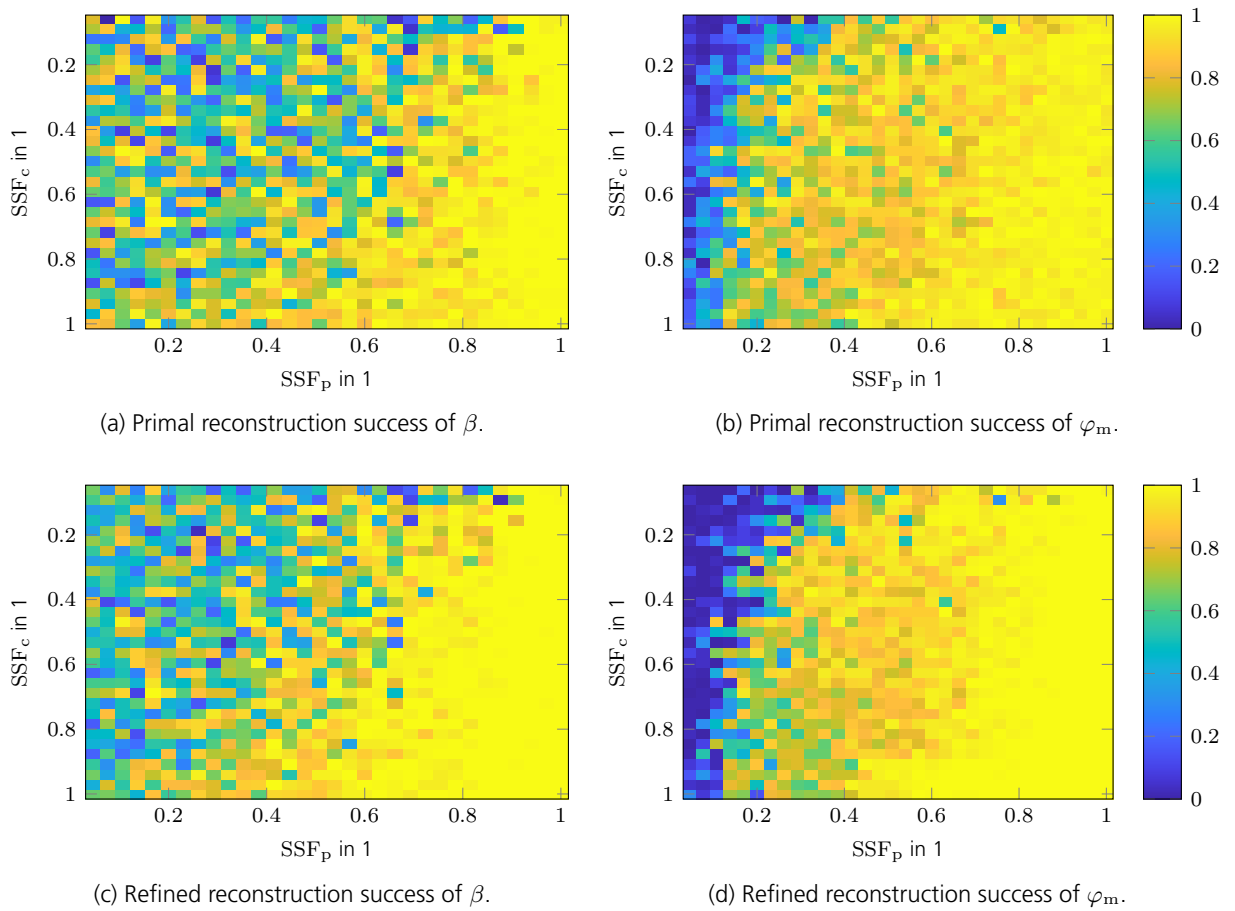 0.2
0.4
0.6
0.8
1
SSF_c in 1
0.2 0.4 0.6 0.8 1
SSF_p in 1
(a) Primal reconstruction success of β.
0.2
0.4
0.6
0.8
1
SSF_c in 1
0.2 0.4 0.6 0.8 1
SSF_p in 1
(b) Primal reconstruction success of φ_m.
1
0.8
0.6
0.4
0.2
0
0.2
0.4
0.6
0.8
1
SSF_c in 1
0.2 0.4 0.6 0.8 1
SSF_p in 1
(c) Refined reconstruction success of β.
0.2
0.4
0.6
0.8
1
SSF_c in 1
0.2 0.4 0.6 0.8 1
SSF_p in 1
(d) Refined reconstruction success of φ_m.
1
0.8
0.6
0.4
0.2
0